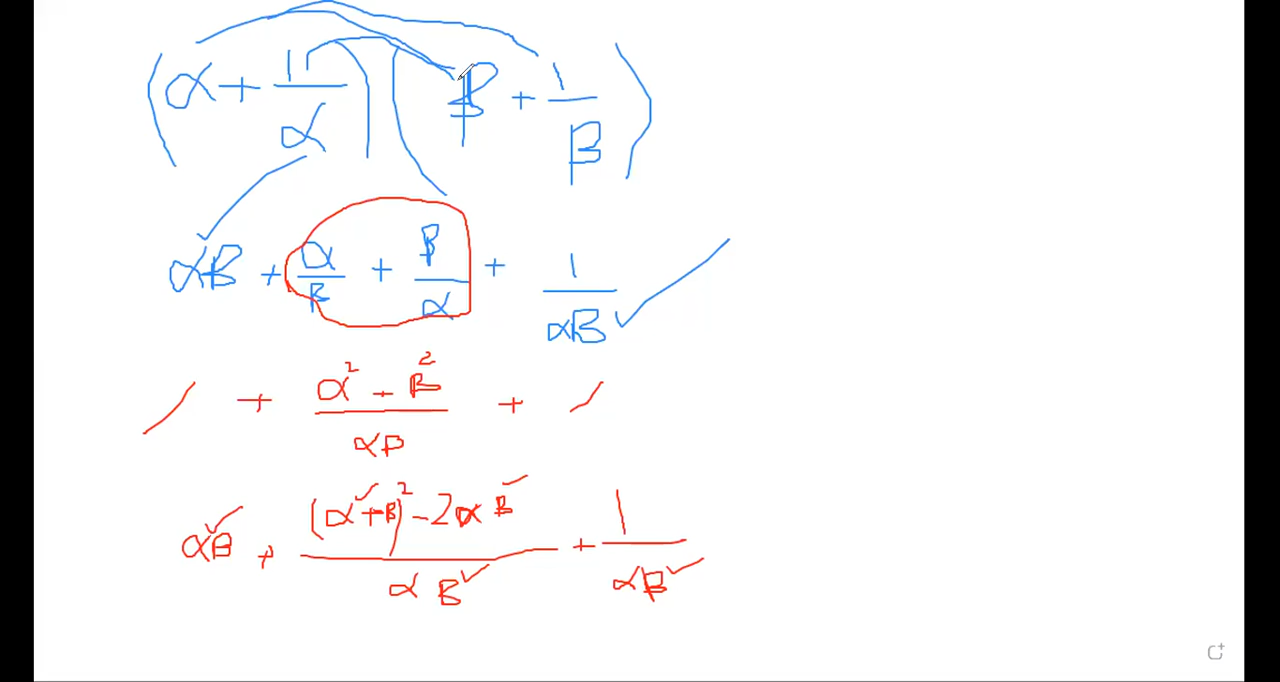 (α + 1/α) (β + 1/β)
αβ + α/β + β/α + 1/αβ ✓
/ + (α² + β²)/αβ + /
αβ ✓ + ((α + β)² - 2αβ)/αβ ✓ + 1/αβ ✓